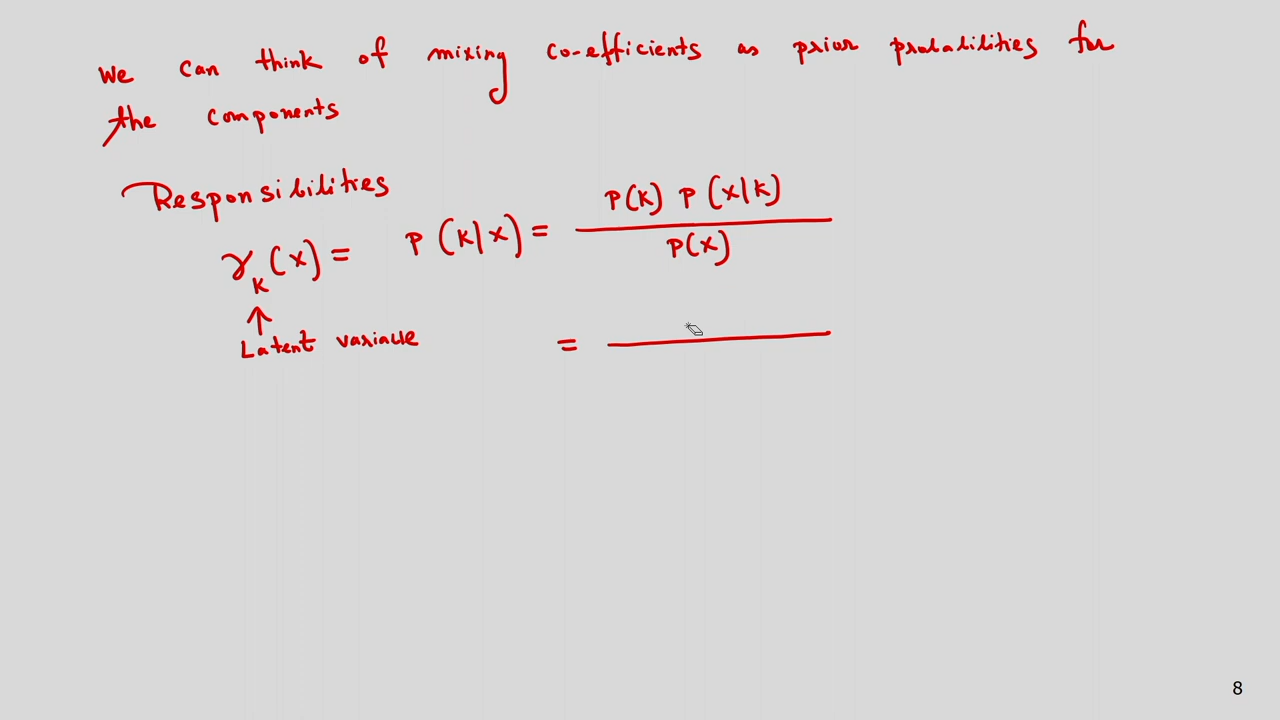 We can think of mixing co-efficients as prior probabilities for
the components
Responsibilities
γ_K(x) = P(K|x) = P(K) P(x|K) / P(x)
↑
Latent variable =
8